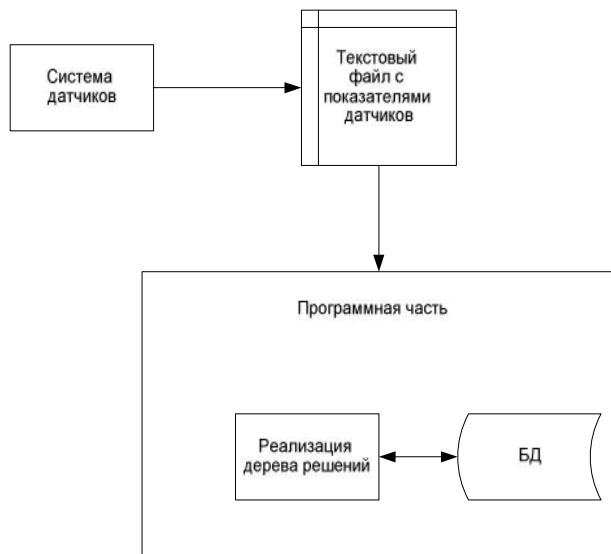 Система
датчиков
Текстовый
файл с
показателями
датчиков
Программная часть
Реализация
дерева решений
БД